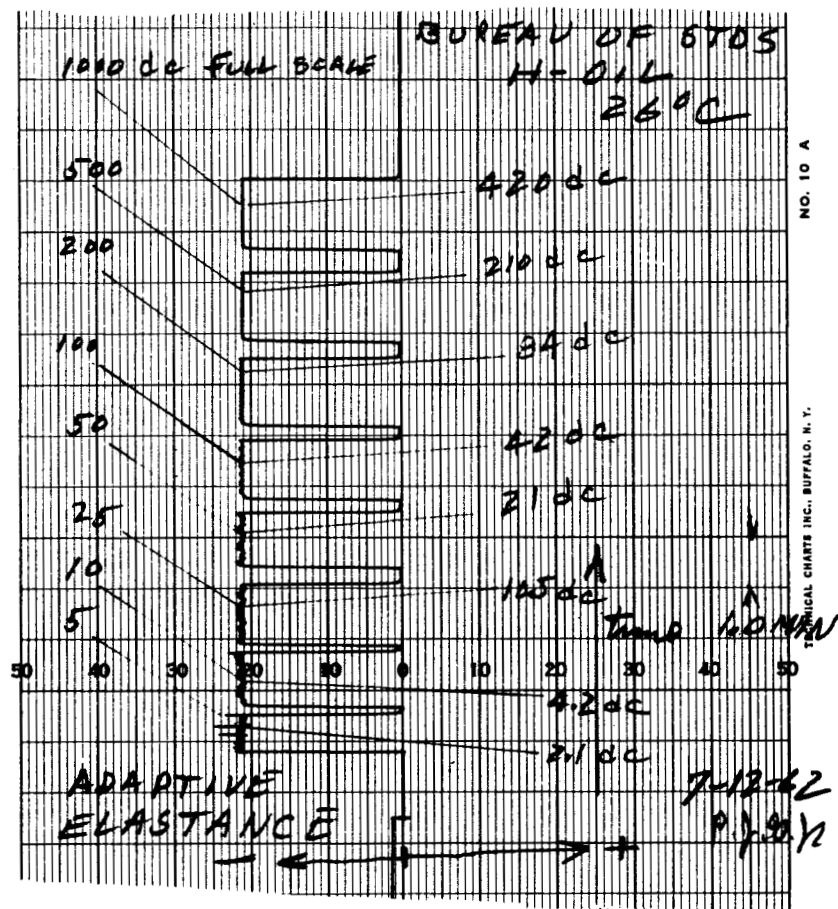 BUREAU OF STDS
H-OIL
26°C
1000 dc FULL SCALE
500
200
100
50
25
10
5
420 dc
210 dc
84 dc
42 dc
21 dc
10.5 dc
4.2 dc
2.1 dc
Time 1.0 MIN
50 40 30 20 10 0 10 20 30 40 50
ADAPTIVE
ELASTANCE
7-12-62
NO. 10 A
TECHNICAL CHARTS INC., BUFFALO, N. Y.
− +